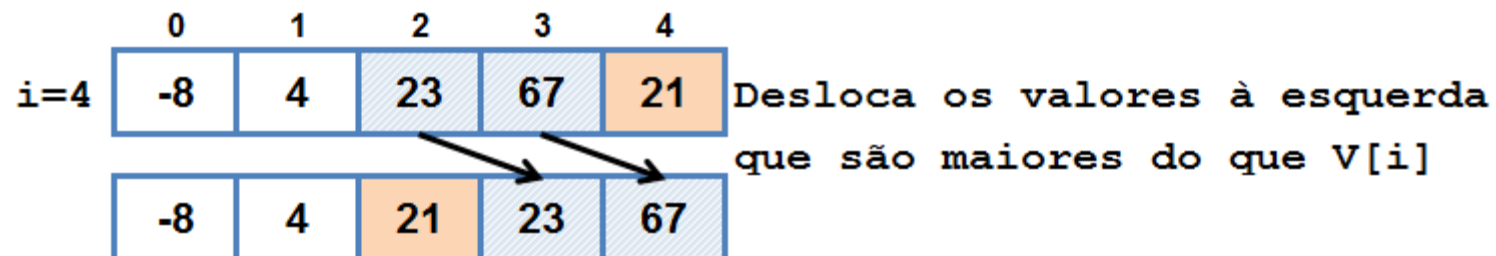 0 1 2 3 4
i=4 -8 4 23 67 21 Desloca os valores à esquerda
que são maiores do que V[i]
-8 4 21 23 67